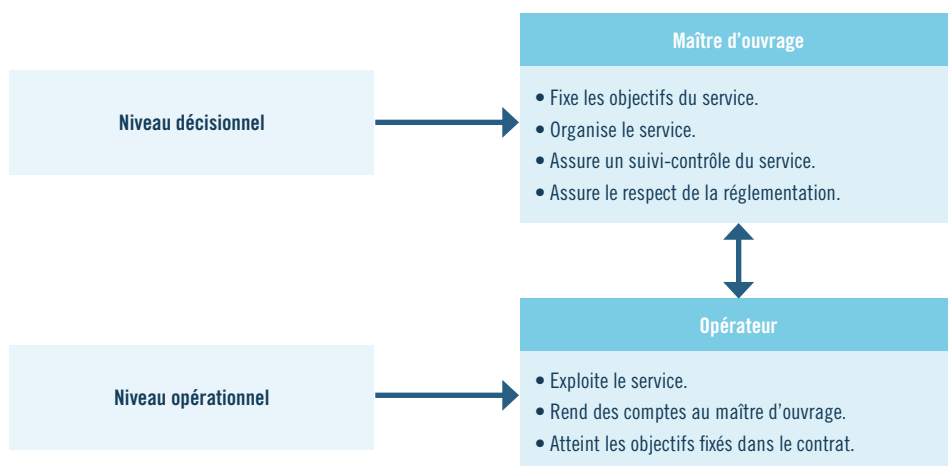 Maître d’ouvrage
Niveau décisionnel
• Fixe les objectifs du service.
• Organise le service.
• Assure un suivi-contrôle du service.
• Assure le respect de la réglementation.
Opérateur
Niveau opérationnel
• Exploite le service.
• Rend des comptes au maître d’ouvrage.
• Atteint les objectifs fixés dans le contrat.